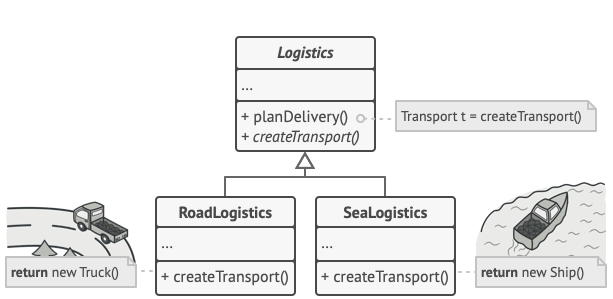 Logistics
...
+ planDelivery()
+ createTransport()
Transport t = createTransport()
RoadLogistics
...
+ createTransport()
SeaLogistics
...
+ createTransport()
return new Truck()
return new Ship()